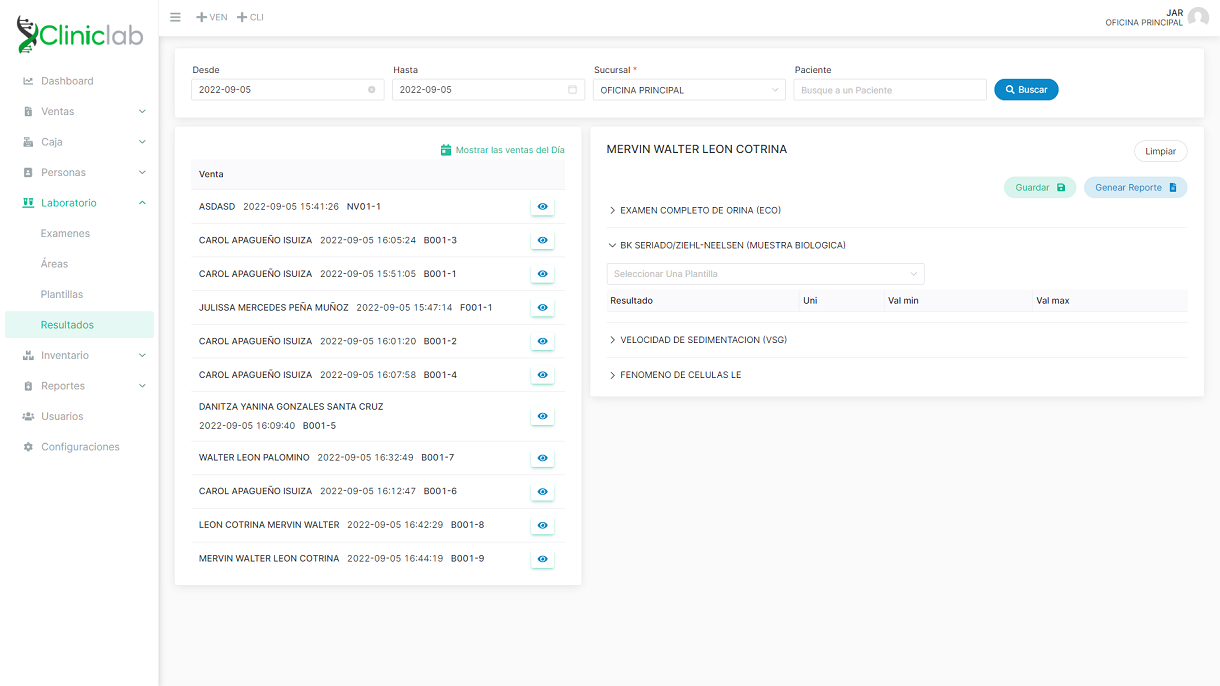 Cliniclab
VEN CLI
JAR
OFICINA PRINCIPAL
Dashboard
Ventas
Caja
Personas
Laboratorio
Examenes
Áreas
Plantillas
Resultados
Inventario
Reportes
Usuarios
Configuraciones
Desde Hasta Sucursal * Paciente
2022-09-05 2022-09-05 OFICINA PRINCIPAL Busque a un Paciente Buscar
Mostrar las ventas del Día
Venta
ASDASD 2022-09-05 15:41:26 NV01-1
CAROL APAGUEÑO ISUIZA 2022-09-05 16:05:24 B001-3
CAROL APAGUEÑO ISUIZA 2022-09-05 15:51:05 B001-1
JULISSA MERCEDES PEÑA MUÑOZ 2022-09-05 15:47:14 F001-1
CAROL APAGUEÑO ISUIZA 2022-09-05 16:01:20 B001-2
CAROL APAGUEÑO ISUIZA 2022-09-05 16:07:58 B001-4
DANITZA YANINA GONZALES SANTA CRUZ
2022-09-05 16:09:40 B001-5
WALTER LEON PALOMINO 2022-09-05 16:32:49 B001-7
CAROL APAGUEÑO ISUIZA 2022-09-05 16:12:47 B001-6
LEON COTRINA MERVIN WALTER 2022-09-05 16:42:29 B001-8
MERVIN WALTER LEON COTRINA 2022-09-05 16:44:19 B001-9
MERVIN WALTER LEON COTRINA
Limpiar
Guardar Genear Reporte
EXAMEN COMPLETO DE ORINA (ECO)
BK SERIADO/ZIEHL-NEELSEN (MUESTRA BIOLOGICA)
Seleccionar Una Plantilla
Resultado Uni Val min Val max
VELOCIDAD DE SEDIMENTACION (VSG)
FENOMENO DE CELULAS LE